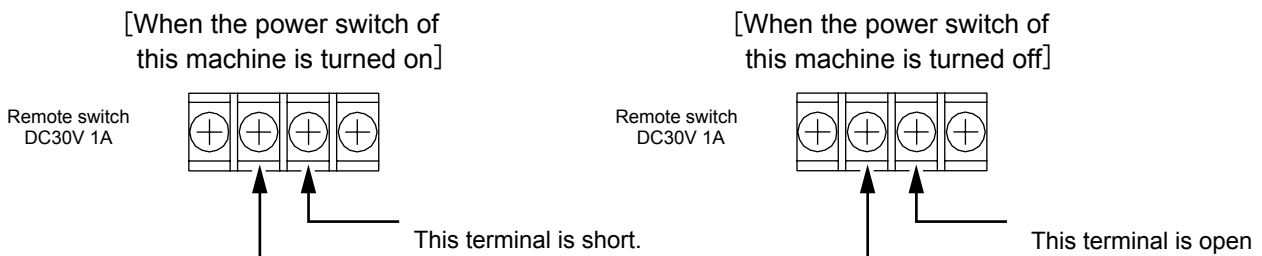 [When the power switch of
this machine is turned on]
Remote switch
DC30V 1A
This terminal is short.
[When the power switch of
this machine is turned off]
Remote switch
DC30V 1A
This terminal is open